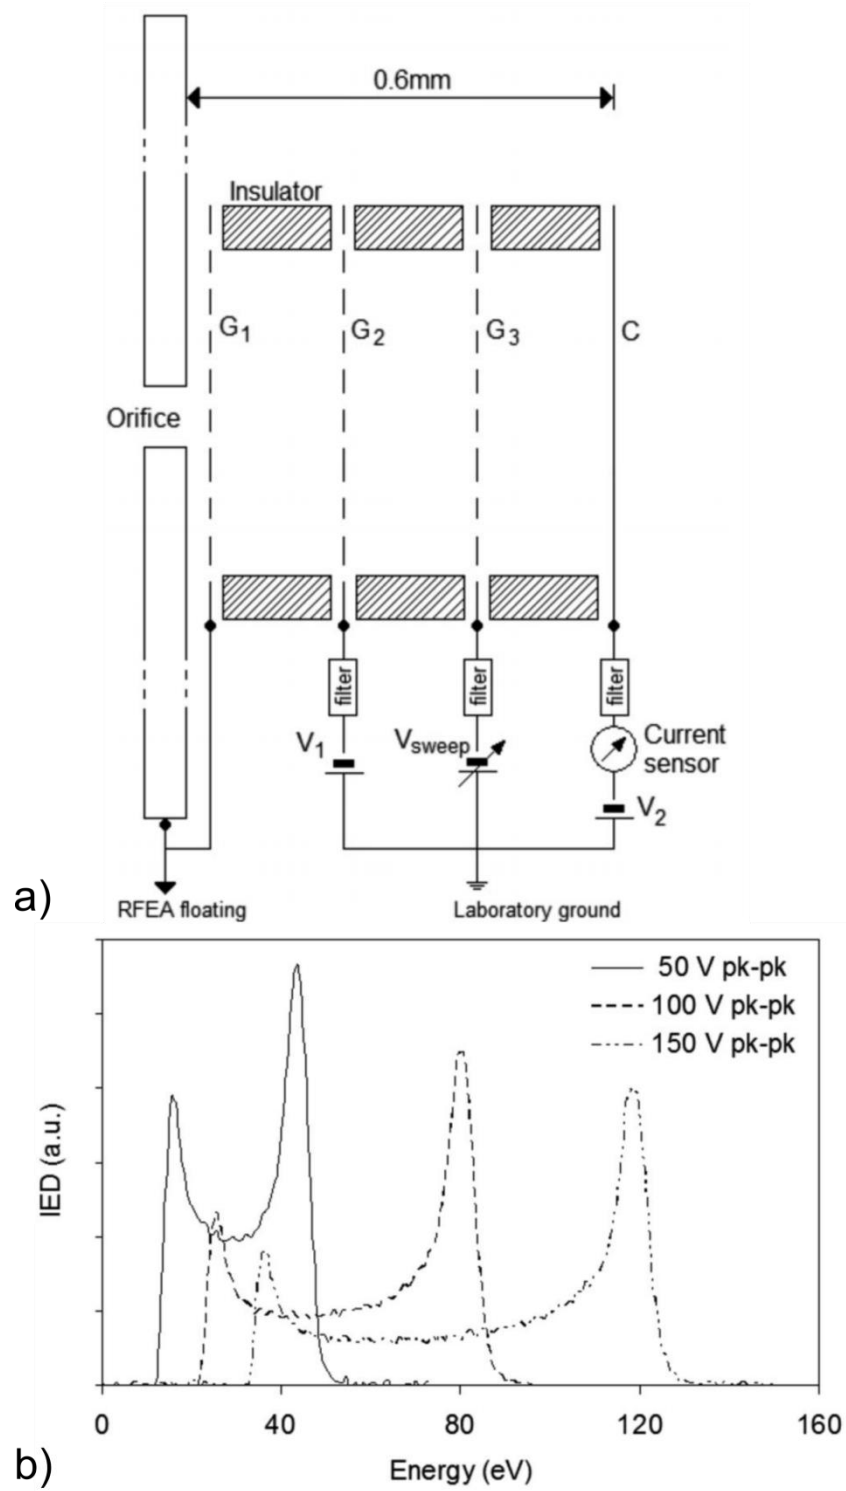 0.6mm
Insulator
G1
G2
G3
C
Orifice
filter
filter
filter
V1
Vsweep
Current
sensor
V2
a)
RFEA floating
Laboratory ground
50 V pk-pk
100 V pk-pk
150 V pk-pk
IED (a.u.)
0
40
80
120
160
Energy (eV)
b)